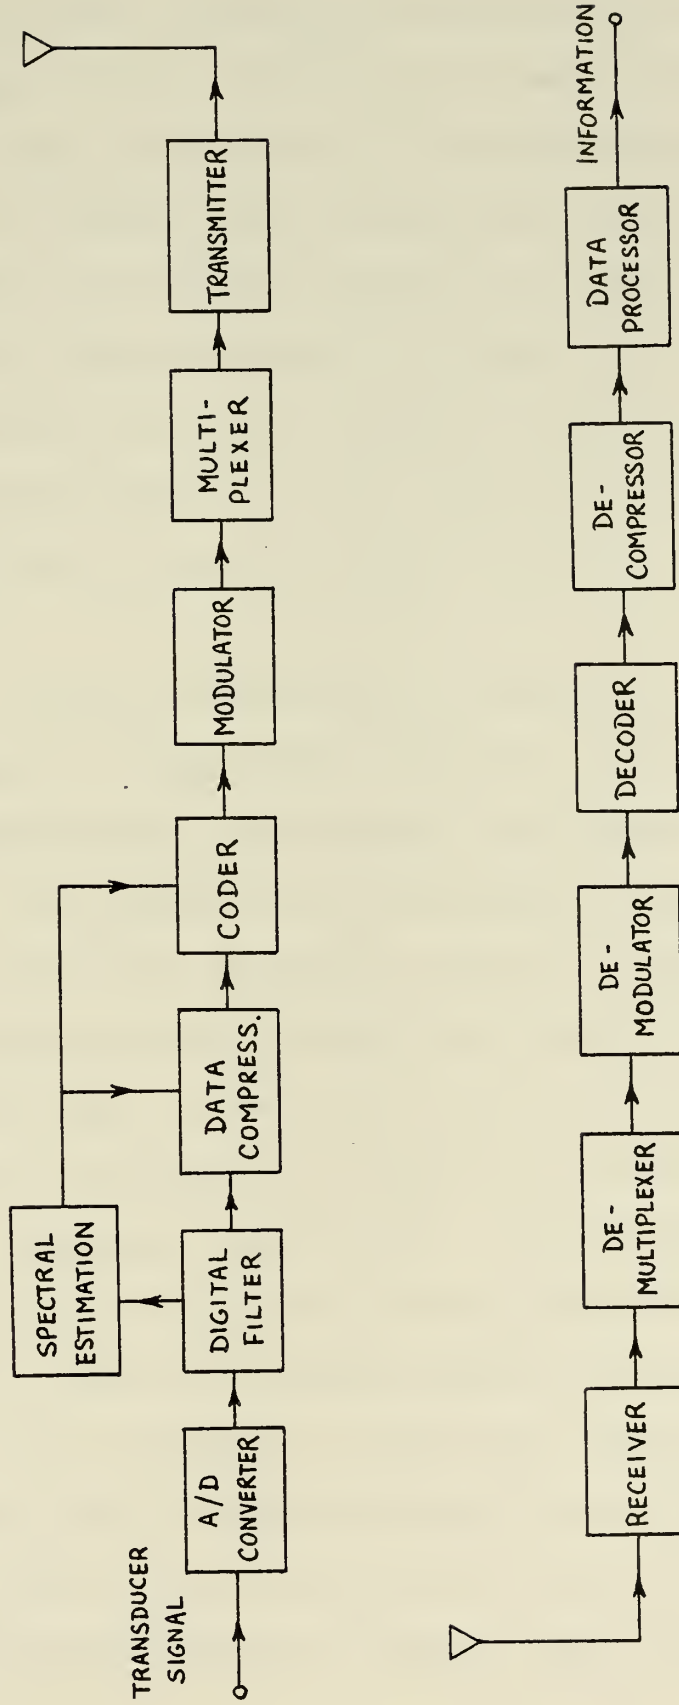 TRANSDUCER
SIGNAL
A/D
CONVERTER
DIGITAL
FILTER
SPECTRAL
ESTIMATION
DATA
COMPRESS.
CODER
MODULATOR
MULTI-
PLEXER
TRANSMITTER
RECEIVER
DE-
MULTIPLEXER
DE-
MODULATOR
DECODER
DE-
COMPRESSOR
DATA
PROCESSOR
INFORMATION